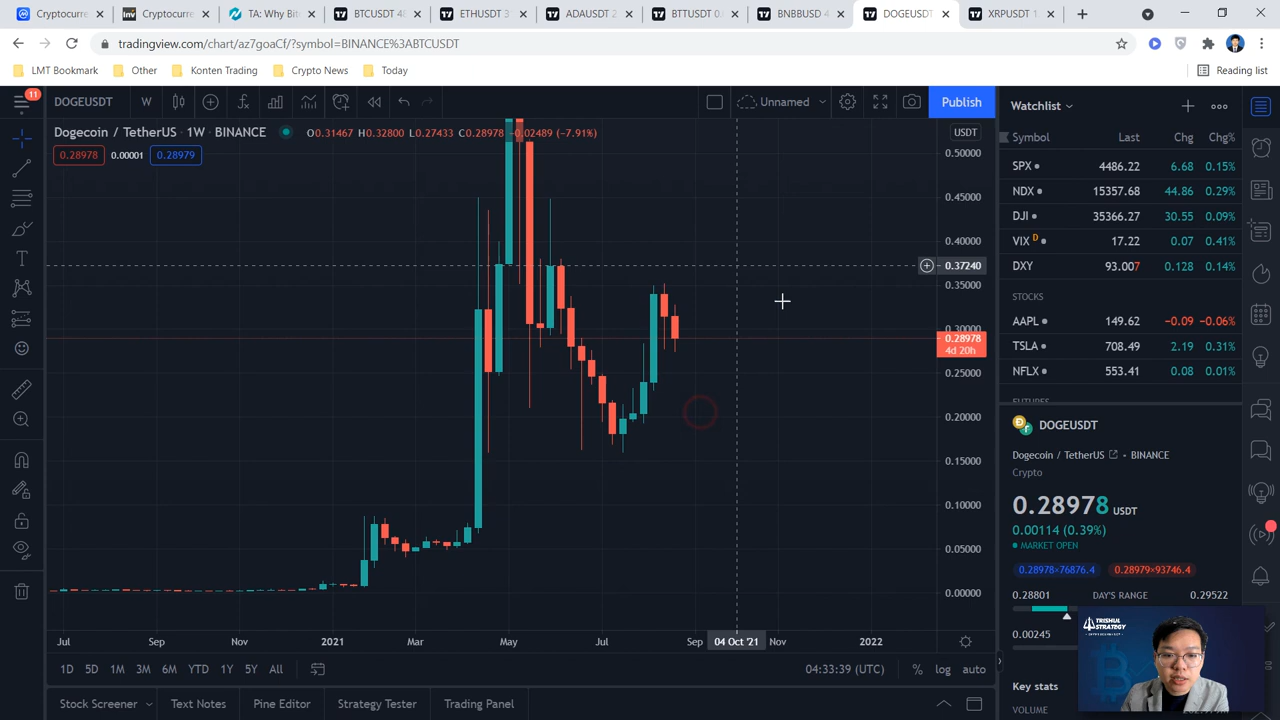 Cryptocurre
Cryptocurre
TA: Why Bit
BTCUSDT 48
ETHUSDT 3
ADAUSDT 2
BTTUSDT 0
BNBBUSD 4
DOGEUSDT
XRPUSDT 1
tradingview.com/chart/az7goaCf/?symbol=BINANCE%3ABTCUSDT
LMT Bookmark
Other
Konten Trading
Crypto News
Today
Reading list
11
DOGEUSDT
W
Unnamed
Publish
Dogecoin / TetherUS · 1W · BINANCE
O0.31467 H0.32800 L0.27433 C0.28978 -0.02489 (-7.91%)
0.28978
0.00001
0.28979
USDT
0.50000
0.45000
0.40000
0.37240
0.35000
0.30000
0.28978
4d 20h
0.25000
0.20000
0.15000
0.10000
0.05000
0.00000
Jul
Sep
Nov
2021
Mar
May
Jul
Sep
04 Oct '21
Nov
2022
1D
5D
1M
3M
6M
YTD
1Y
5Y
All
04:33:39 (UTC)
%
log
auto
Stock Screener
Text Notes
Pine Editor
Strategy Tester
Trading Panel
Watchlist
Symbol Last Chg Chg%
SPX 4486.22 6.68 0.15%
NDX 15357.68 44.86 0.29%
DJI 35366.27 30.55 0.09%
VIX D 17.22 0.07 0.41%
DXY 93.007 0.128 0.14%
STOCKS
AAPL 149.62 −0.09 −0.06%
TSLA 708.49 2.19 0.31%
NFLX 553.41 0.08 0.01%
FUTURES
DOGEUSDT
Dogecoin / TetherUS · BINANCE
Crypto
0.28978 USDT
0.00114 (0.39%)
MARKET OPEN
0.28978×76876.4
0.28979×93746.4
0.28801 DAY'S RANGE 0.29522
0.00245
TRISHUL
STRATEGY
Key stats
VOLUME